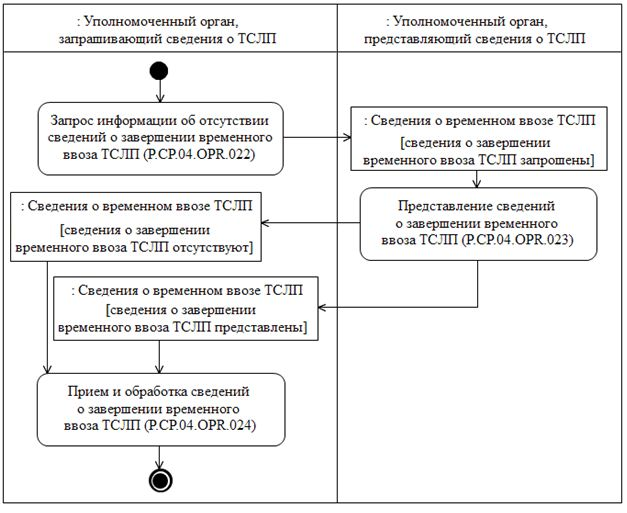 : Уполномоченный орган,
запрашивающий сведения о ТСЛП
: Уполномоченный орган,
представляющий сведения о ТСЛП
Запрос информации об отсутствии
сведений о завершении временного
ввоза ТСЛП (P.CP.04.OPR.022)
: Сведения о временном ввозе ТСЛП
[сведения о завершении
временного ввоза ТСЛП запрошены]
: Сведения о временном ввозе ТСЛП
[сведения о завершении
временного ввоза ТСЛП отсутствуют]
Представление сведений
о завершении временного
ввоза ТСЛП (P.CP.04.OPR.023)
: Сведения о временном ввозе ТСЛП
[сведения о завершении
временного ввоза ТСЛП представлены]
Прием и обработка сведений
о завершении временного
ввоза ТСЛП (P.CP.04.OPR.024)